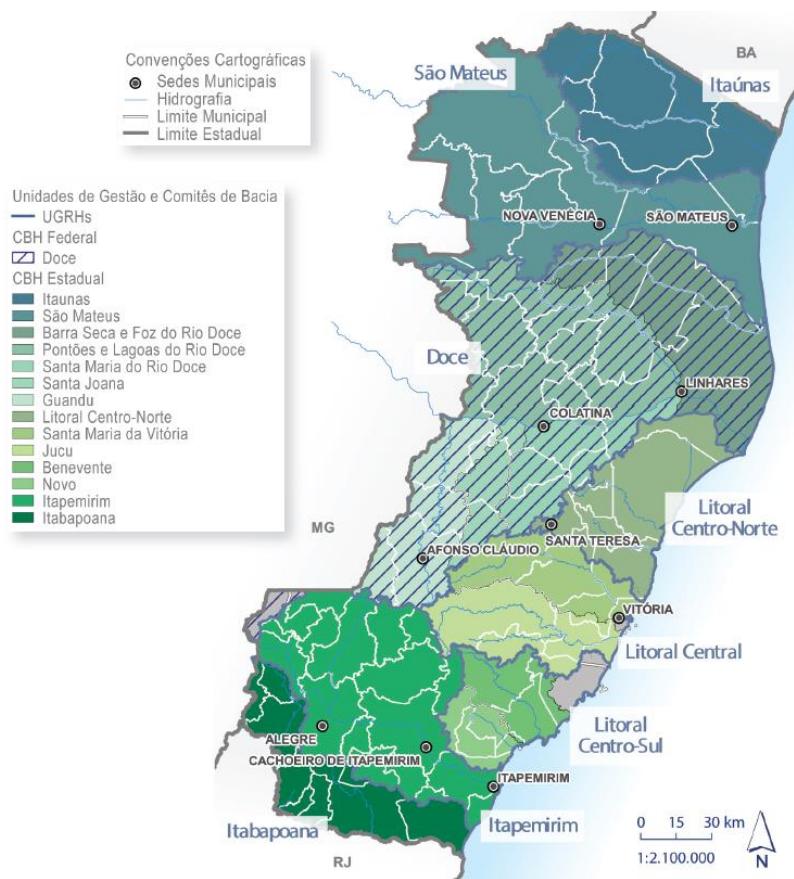 Convenções Cartográficas
Sedes Municipais
Hidrografia
Limite Municipal
Limite Estadual
Unidades de Gestão e Comitês de Bacia
UGRHs
CBH Federal
Doce
CBH Estadual
Itaunas
São Mateus
Barra Seca e Foz do Rio Doce
Pontões e Lagoas do Rio Doce
Santa Maria do Rio Doce
Santa Joana
Guandu
Litoral Centro-Norte
Santa Maria da Vitória
Jucu
Benevente
Novo
Itapemirim
Itabapoana
BA
São Mateus
Itaúnas
NOVA VENÉCIA
SÃO MATEUS
Doce
LINHARES
COLATINA
Litoral
Centro-Norte
MG
SANTA TERESA
AFONSO CLÁUDIO
VITÓRIA
Litoral Central
Litoral
Centro-Sul
ALEGRE
CACHOEIRO DE ITAPEMIRIM
ITAPEMIRIM
Itabapoana
Itapemirim
RJ
0 15 30 km
1:2.100.000
N